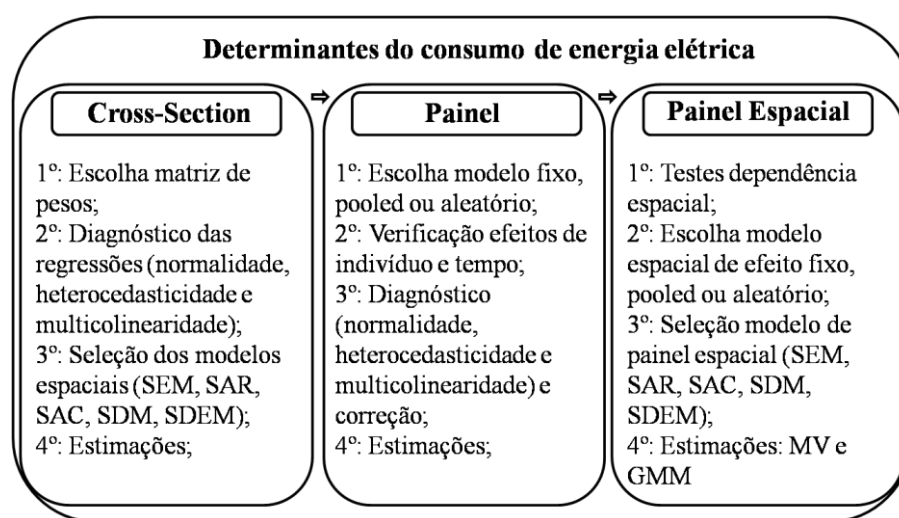 Determinantes do consumo de energia elétrica
Cross-Section
1º: Escolha matriz de
pesos;
2º: Diagnóstico das
regressões (normalidade,
heterocedasticidade e
multicolinearidade);
3º: Seleção dos modelos
espaciais (SEM, SAR,
SAC, SDM, SDEM);
4º: Estimações;
⇨
Painel
1º: Escolha modelo fixo,
pooled ou aleatório;
2º: Verificação efeitos de
indivíduo e tempo;
3º: Diagnóstico
(normalidade,
heterocedasticidade e
multicolinearidade) e
correção;
4º: Estimações;
⇨
Painel Espacial
1º: Testes dependência
espacial;
2º: Escolha modelo
espacial de efeito fixo,
pooled ou aleatório;
3º: Seleção modelo de
painel espacial (SEM,
SAR, SAC, SDM,
SDEM);
4º: Estimações: MV e
GMM